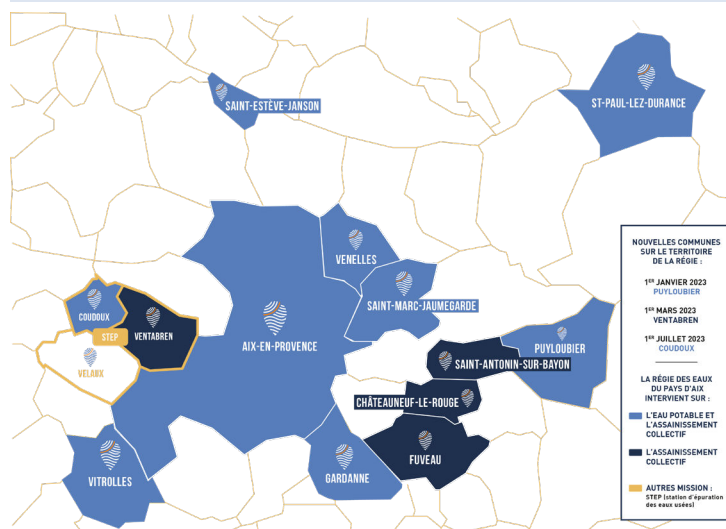 SAINT-ESTÈVE-JANSON
ST-PAUL-LEZ-DURANCE
VENELLES
SAINT-MARC-JAUMEGARDE
COUDOUX
STEP
VENTABREN
VELAUX
AIX-EN-PROVENCE
PUYLOUBIER
SAINT-ANTONIN-SUR-BAYON
CHÂTEAUNEUF-LE-ROUGE
FUVEAU
GARDANNE
VITROLLES
NOUVELLES COMMUNES
SUR LE TERRITOIRE
DE LA RÉGIE :
1ER JANVIER 2023
PUYLOUBIER
1ER MARS 2023
VENTABREN
1ER JUILLET 2023
COUDOUX
LA RÉGIE DES EAUX
DU PAYS D'AIX
INTERVIENT SUR :
L'EAU POTABLE ET
L'ASSAINISSEMENT
COLLECTIF
L'ASSAINISSEMENT
COLLECTIF
AUTRES MISSION :
STEP (station d'épuration
des eaux usées)